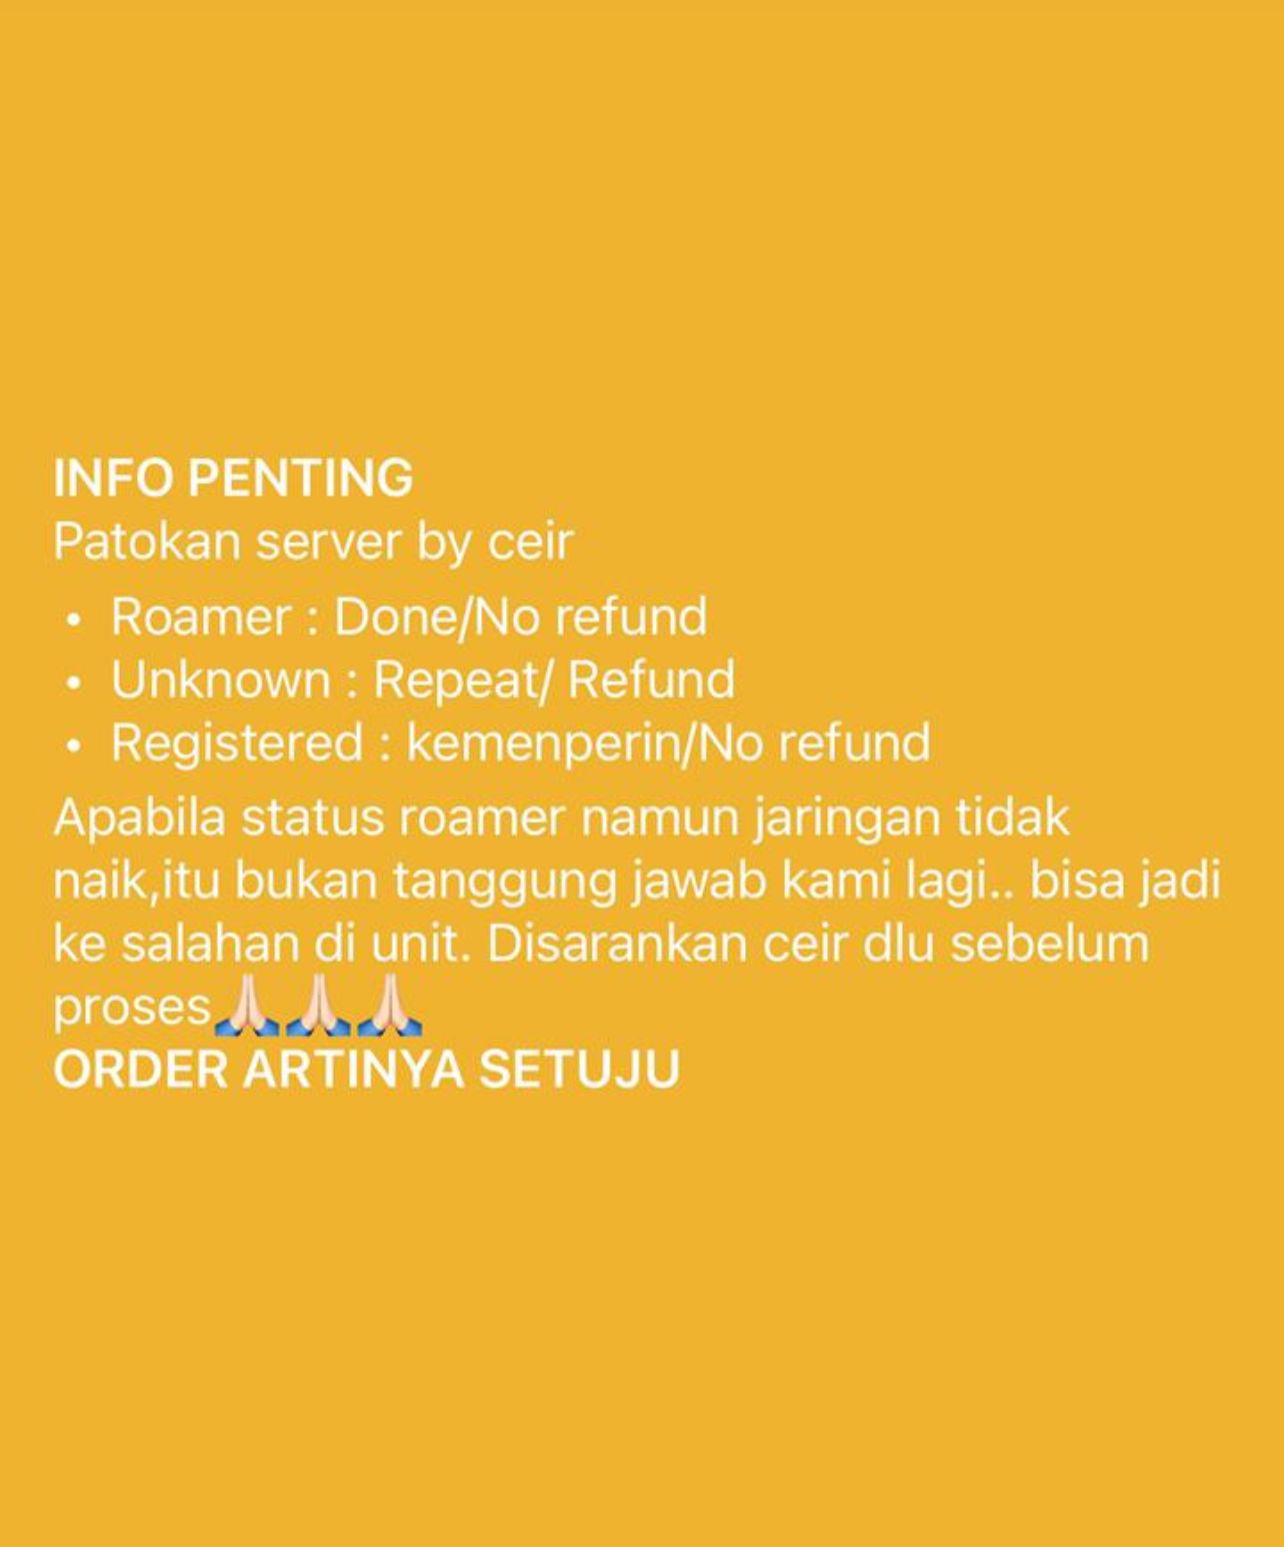 INFO PENTING
Patokan server by ceir
• Roamer : Done/No refund
• Unknown : Repeat/ Refund
• Registered : kemenperin/No refund
Apabila status roamer namun jaringan tidak
naik,itu bukan tanggung jawab kami lagi.. bisa jadi
ke salahan di unit. Disarankan ceir dlu sebelum
proses🙏🏻🙏🏻🙏🏻
ORDER ARTINYA SETUJU